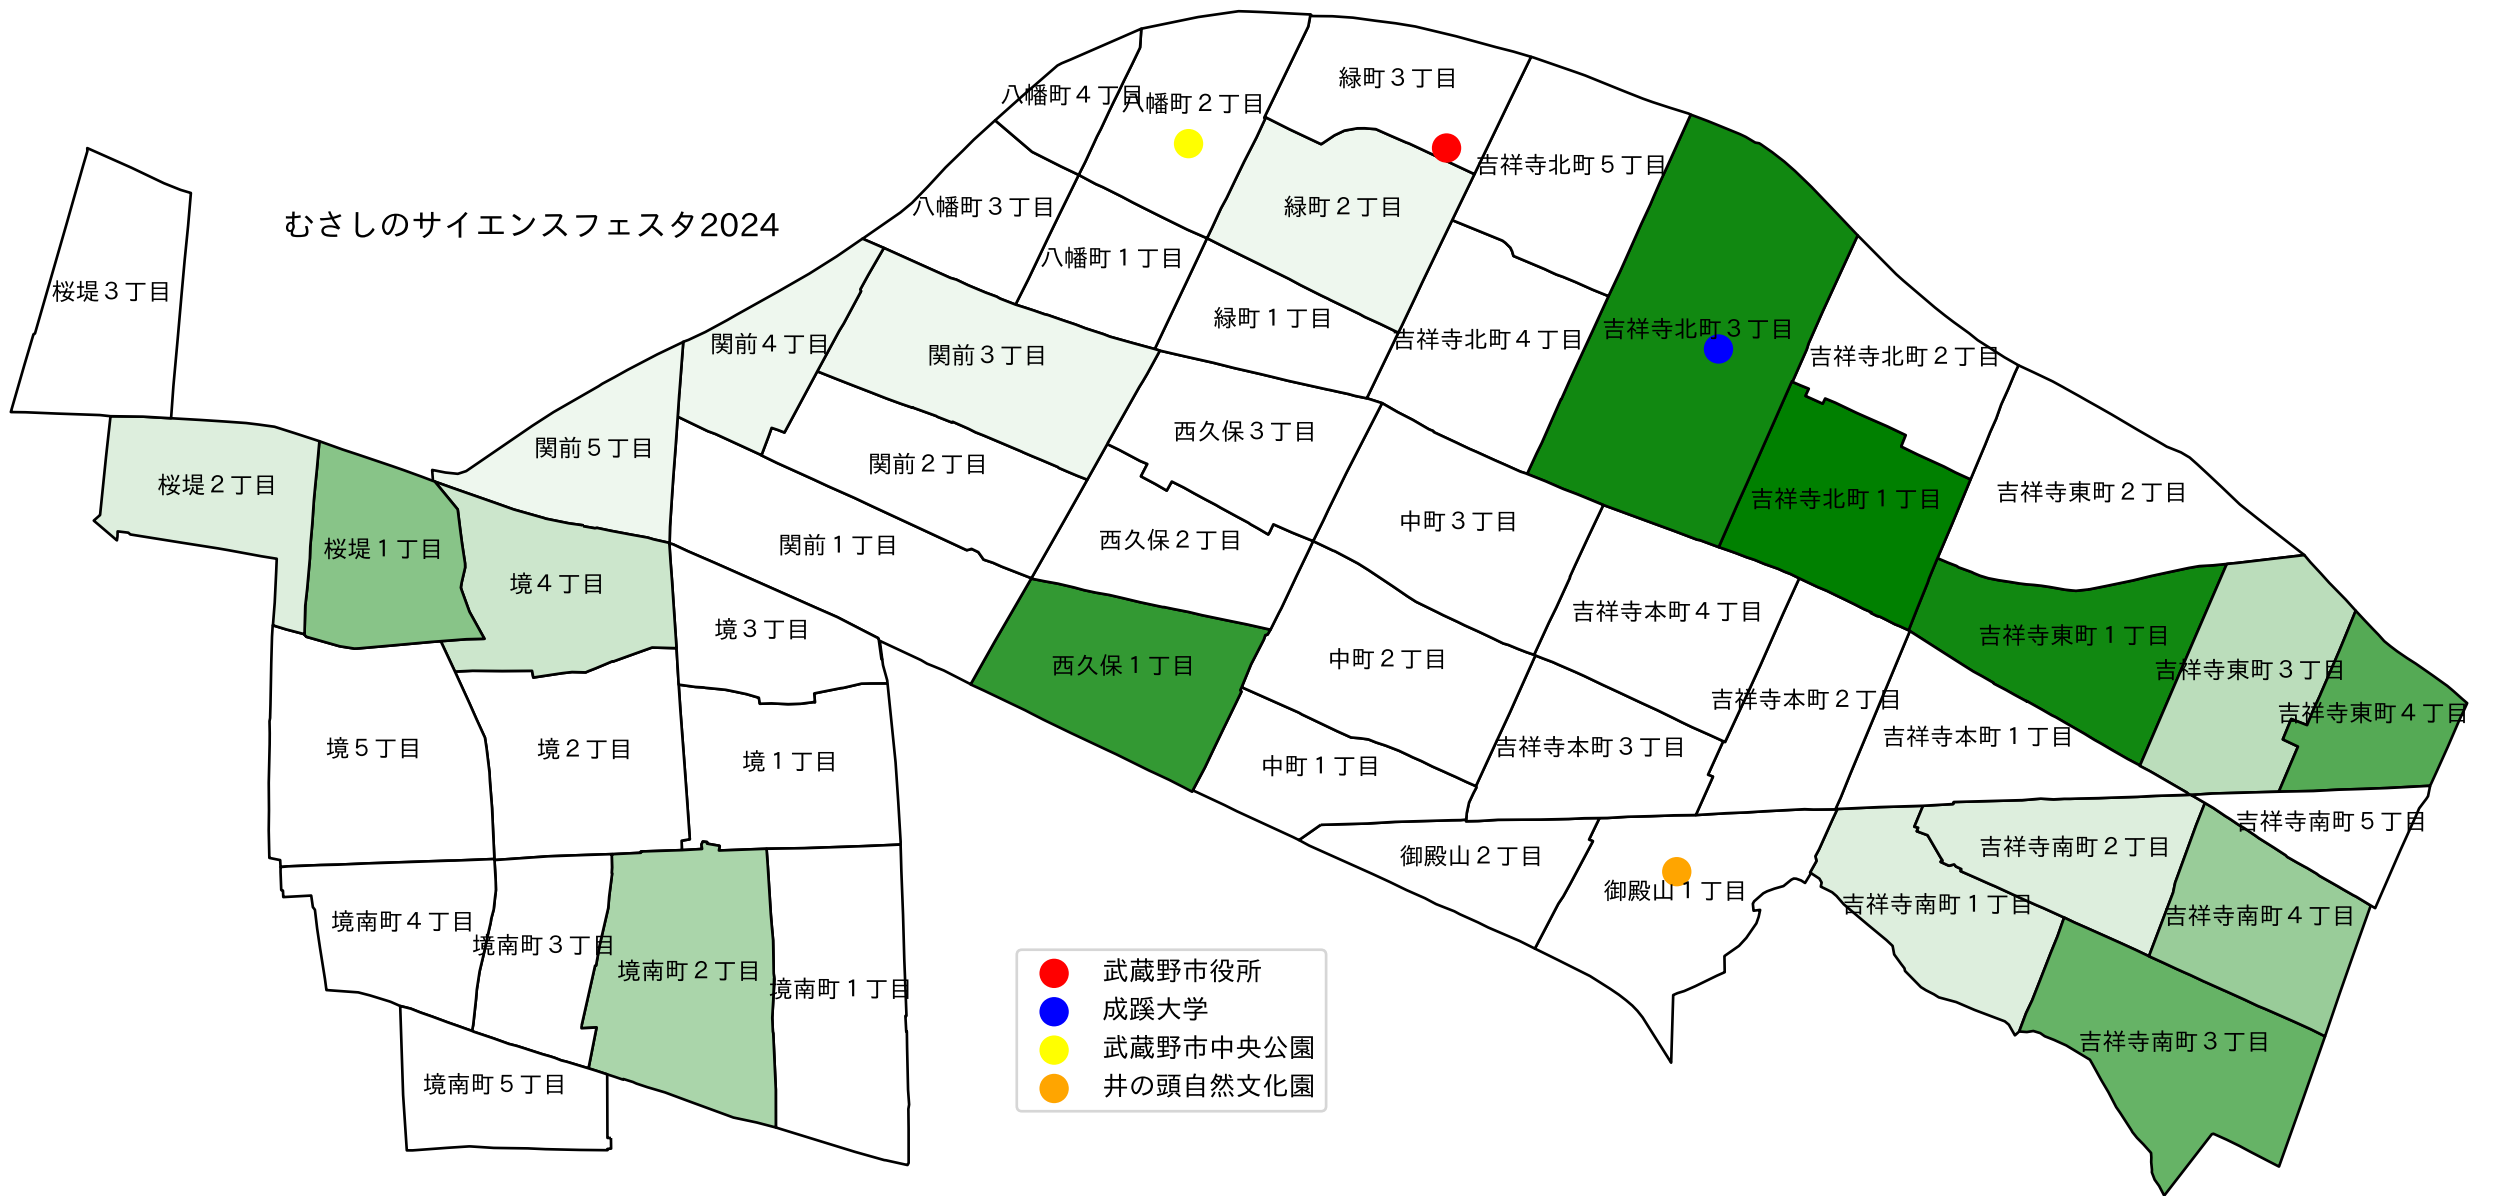 緑町３丁目
八幡町４丁目
八幡町２丁目
吉祥寺北町５丁目
八幡町３丁目
緑町２丁目
むさしのサイエンスフェスタ2024
八幡町１丁目
桜堤３丁目
緑町１丁目
吉祥寺北町３丁目
吉祥寺北町４丁目
関前４丁目
関前３丁目
吉祥寺北町２丁目
西久保３丁目
関前５丁目
関前２丁目
桜堤２丁目
吉祥寺東町２丁目
吉祥寺北町１丁目
中町３丁目
西久保２丁目
関前１丁目
桜堤１丁目
境４丁目
吉祥寺本町４丁目
境３丁目
吉祥寺東町１丁目
中町２丁目
西久保１丁目
吉祥寺東町３丁目
吉祥寺本町２丁目
吉祥寺東町４丁目
吉祥寺本町１丁目
吉祥寺本町３丁目
境５丁目
境２丁目
境１丁目
中町１丁目
吉祥寺南町５丁目
吉祥寺南町２丁目
御殿山２丁目
御殿山１丁目
吉祥寺南町１丁目
吉祥寺南町４丁目
境南町４丁目
境南町３丁目
境南町２丁目
境南町１丁目
吉祥寺南町３丁目
境南町５丁目
武蔵野市役所
成蹊大学
武蔵野市中央公園
井の頭自然文化園